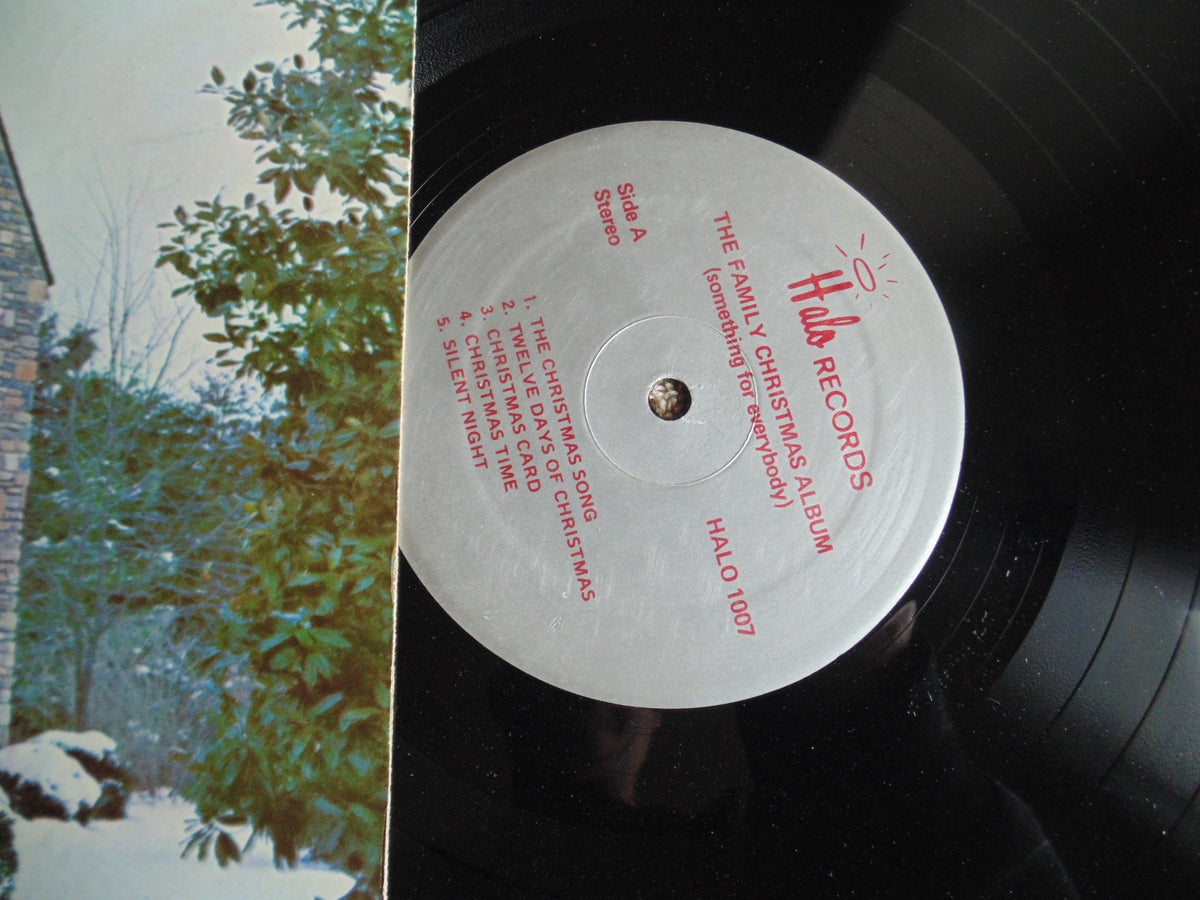 Halo RECORDS
THE FAMILY CHRISTMAS ALBUM
(something for everybody)
HALO 1007
Side A
Stereo
1. THE CHRISTMAS SONG
2. TWELVE DAYS OF CHRISTMAS
3. CHRISTMAS CARD
4. CHRISTMAS TIME
5. SILENT NIGHT